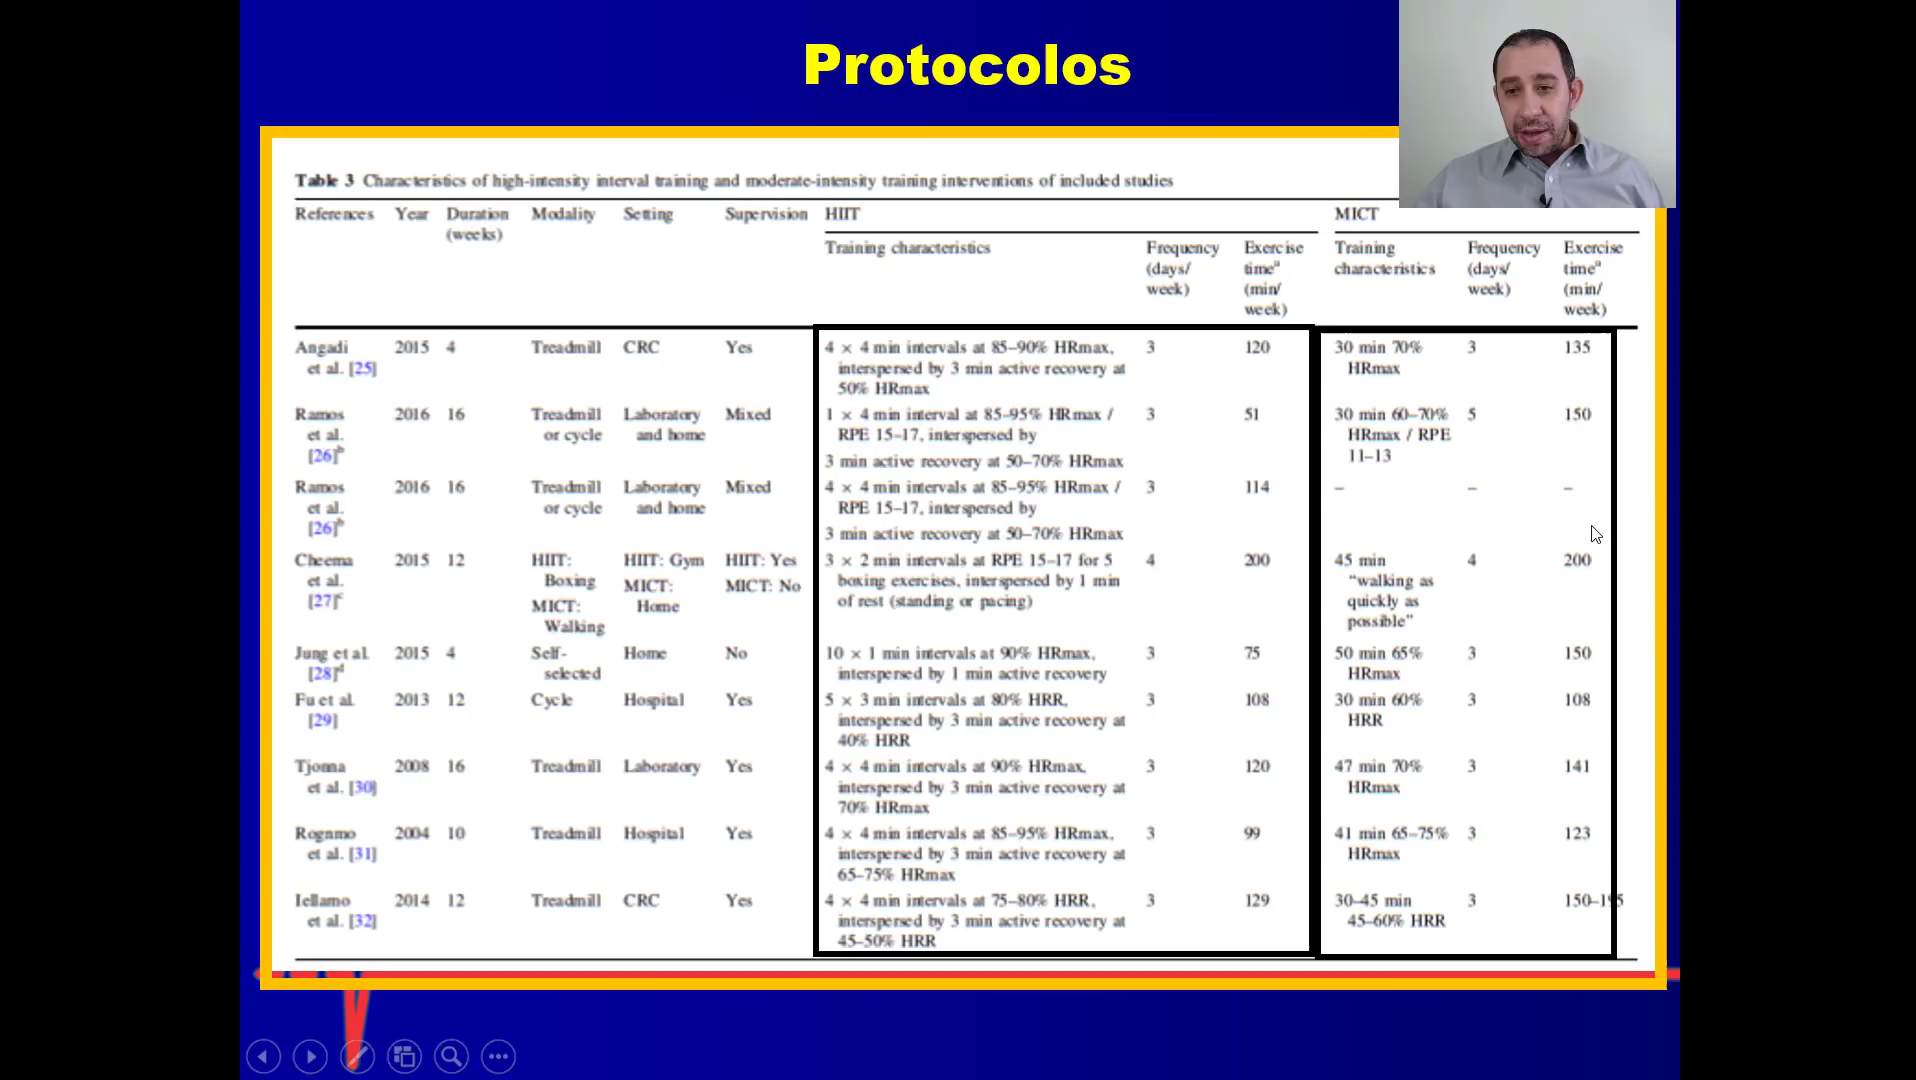 Protocolos
Table 3 Characteristics of high-intensity interval training and moderate-intensity training interventions of included studies
References Year Duration (weeks) Modality Setting Supervision HIIT MICT
Training characteristics Frequency (days/ week) Exercise timeª (min/ week) Training characteristics Frequency (days/ week) Exercise timeª (min/ week)
Angadi 2015 4 Treadmill CRC Yes 4 × 4 min intervals at 85–90% HRmax, 3 120 30 min 70% 3 135
et al. [25] interspersed by 3 min active recovery at HRmax
50% HRmax
Ramos 2016 16 Treadmill Laboratory Mixed 1 × 4 min interval at 85–95% HRmax / 3 51 30 min 60–70% 5 150
et al. or cycle and home RPE 15–17, interspersed by HRmax / RPE
[26]b 3 min active recovery at 50–70% HRmax 11–13
Ramos 2016 16 Treadmill Laboratory Mixed 4 × 4 min intervals at 85–95% HRmax / 3 114 – – –
et al. or cycle and home RPE 15–17, interspersed by
[26]b 3 min active recovery at 50–70% HRmax
Cheema 2015 12 HIIT: HIIT: Gym HIIT: Yes 3 × 2 min intervals at RPE 15–17 for 5 4 200 45 min 4 200
et al. Boxing MICT: MICT: No boxing exercises, interspersed by 1 min "walking as
[27]c MICT: Home of rest (standing or pacing) quickly as
Walking possible"
Jung et al. 2015 4 Self- Home No 10 × 1 min intervals at 90% HRmax, 3 75 50 min 65% 3 150
[28]d selected interspersed by 1 min active recovery HRmax
Fu et al. 2013 12 Cycle Hospital Yes 5 × 3 min intervals at 80% HRR, 3 108 30 min 60% 3 108
[29] interspersed by 3 min active recovery at HRR
40% HRR
Tjonna 2008 16 Treadmill Laboratory Yes 4 × 4 min intervals at 90% HRmax, 3 120 47 min 70% 3 141
et al. [30] interspersed by 3 min active recovery at HRmax
70% HRmax
Rognmo 2004 10 Treadmill Hospital Yes 4 × 4 min intervals at 85–95% HRmax, 3 99 41 min 65–75% 3 123
et al. [31] interspersed by 3 min active recovery at HRmax
65–75% HRmax
Iellamo 2014 12 Treadmill CRC Yes 4 × 4 min intervals at 75–80% HRR, 3 129 30–45 min 3 150–195
et al. [32] interspersed by 3 min active recovery at 45–60% HRR
45–50% HRR